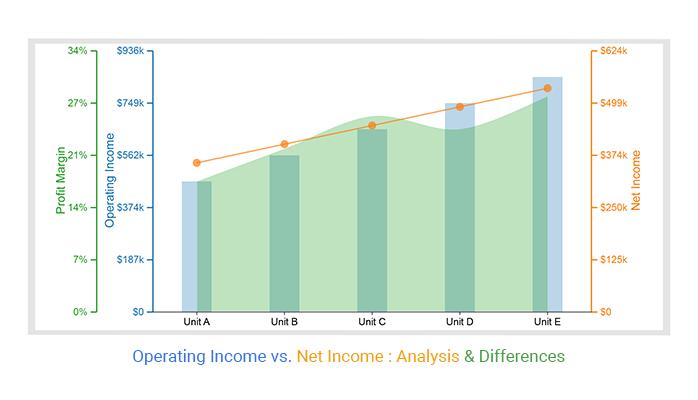 34%
27%
21%
14%
7%
0%
Profit Margin
$936k
$749k
$562k
$374k
$187k
$0
Operating Income
Unit A
Unit B
Unit C
Unit D
Unit E
$624k
$499k
$374k
$250k
$125k
$0
Net Income
Operating Income vs. Net Income : Analysis & Differences